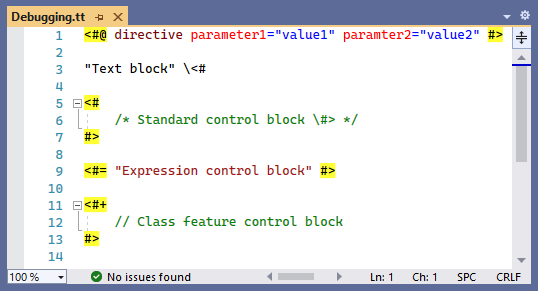 Debugging.tt
1 <#@ directive parameter1="value1" paramter2="value2" #>
2
3 "Text block" \<#
4
5 <#
6 /* Standard control block \#> */
7 #>
8
9 <#= "Expression control block" #>
10
11 <#+
12 // Class feature control block
13 #>
14
100 % No issues found Ln: 1 Ch: 1 SPC CRLF